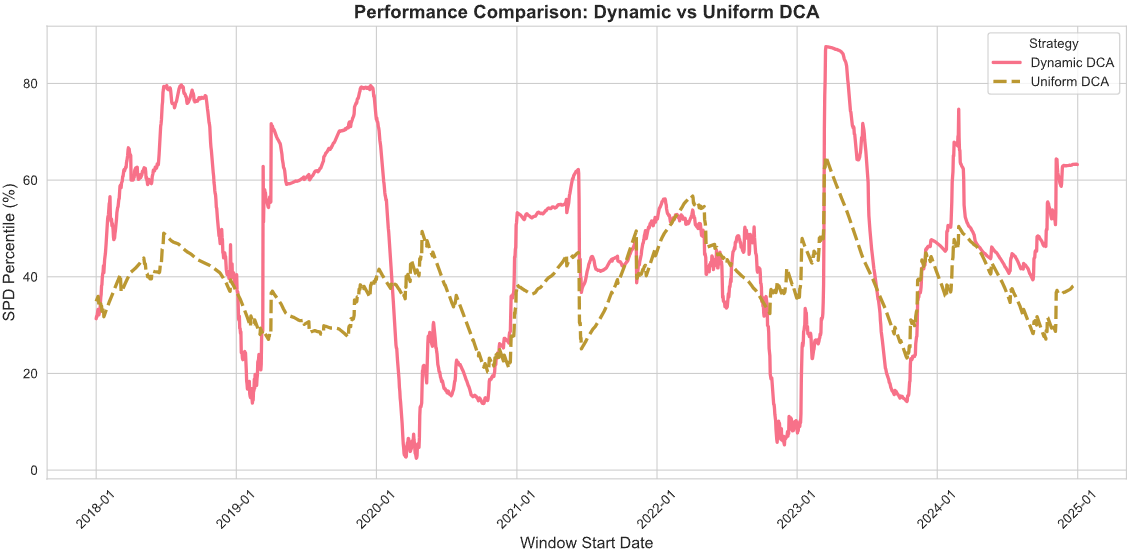 Performance Comparison: Dynamic vs Uniform DCA
Strategy
Dynamic DCA
Uniform DCA
SPD Percentile (%)
80
60
40
20
0
2018-01
2019-01
2020-01
2021-01
2022-01
2023-01
2024-01
2025-01
Window Start Date